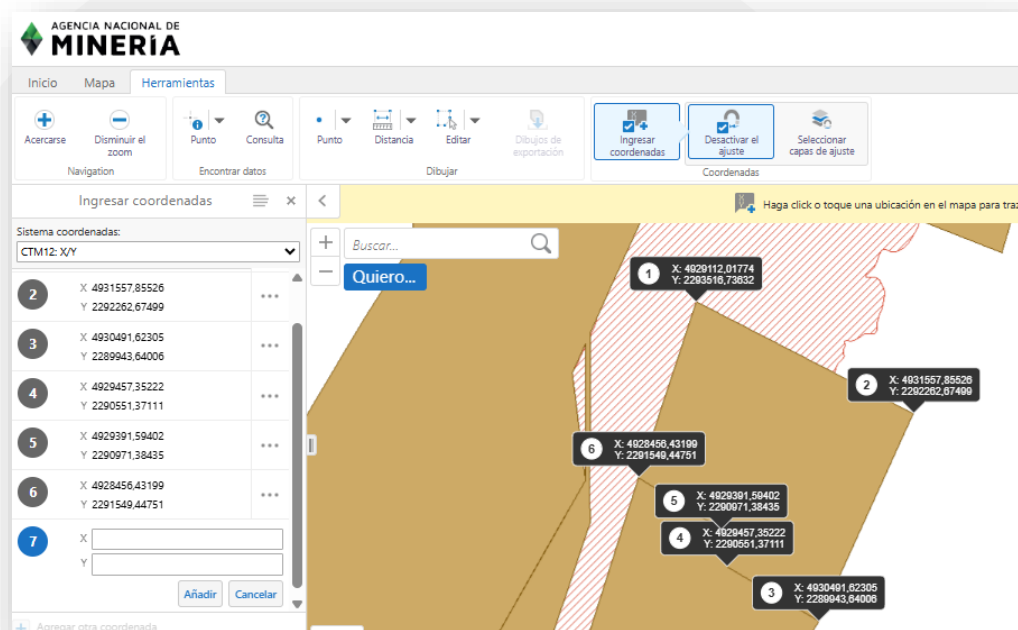 AGENCIA NACIONAL DE
MINERÍA
Inicio Mapa Herramientas
Acercarse
Disminuir el
zoom
Navigation
Punto
Consulta
Encontrar datos
Punto
Distancia
Editar
Dibujos de
exportación
Dibujar
Ingresar
coordenadas
Desactivar el
ajuste
Seleccionar
capas de ajuste
Coordenadas
Ingresar coordenadas
Haga click o toque una ubicación en el mapa para traz
Sistema coordenadas:
CTM12: X/Y
2
X 4931557,85526
Y 2292262,67499
3
X 4930491,62305
Y 2289943,64006
4
X 4929457,35222
Y 2290551,37111
5
X 4929391,59402
Y 2290971,38435
6
X 4928456,43199
Y 2291549,44751
7
X
Y
Añadir Cancelar
Agregar otra coordenada
Buscar...
Quiero...
1
X: 4929112,01774
Y: 2293516,73632
2
X: 4931557,85526
Y: 2292262,67499
6
X: 4928456,43199
Y: 2291549,44751
5
X: 4929391,59402
Y: 2290971,38435
4
X: 4929457,35222
Y: 2290551,37111
3
X: 4930491,62305
Y: 2289943,64006